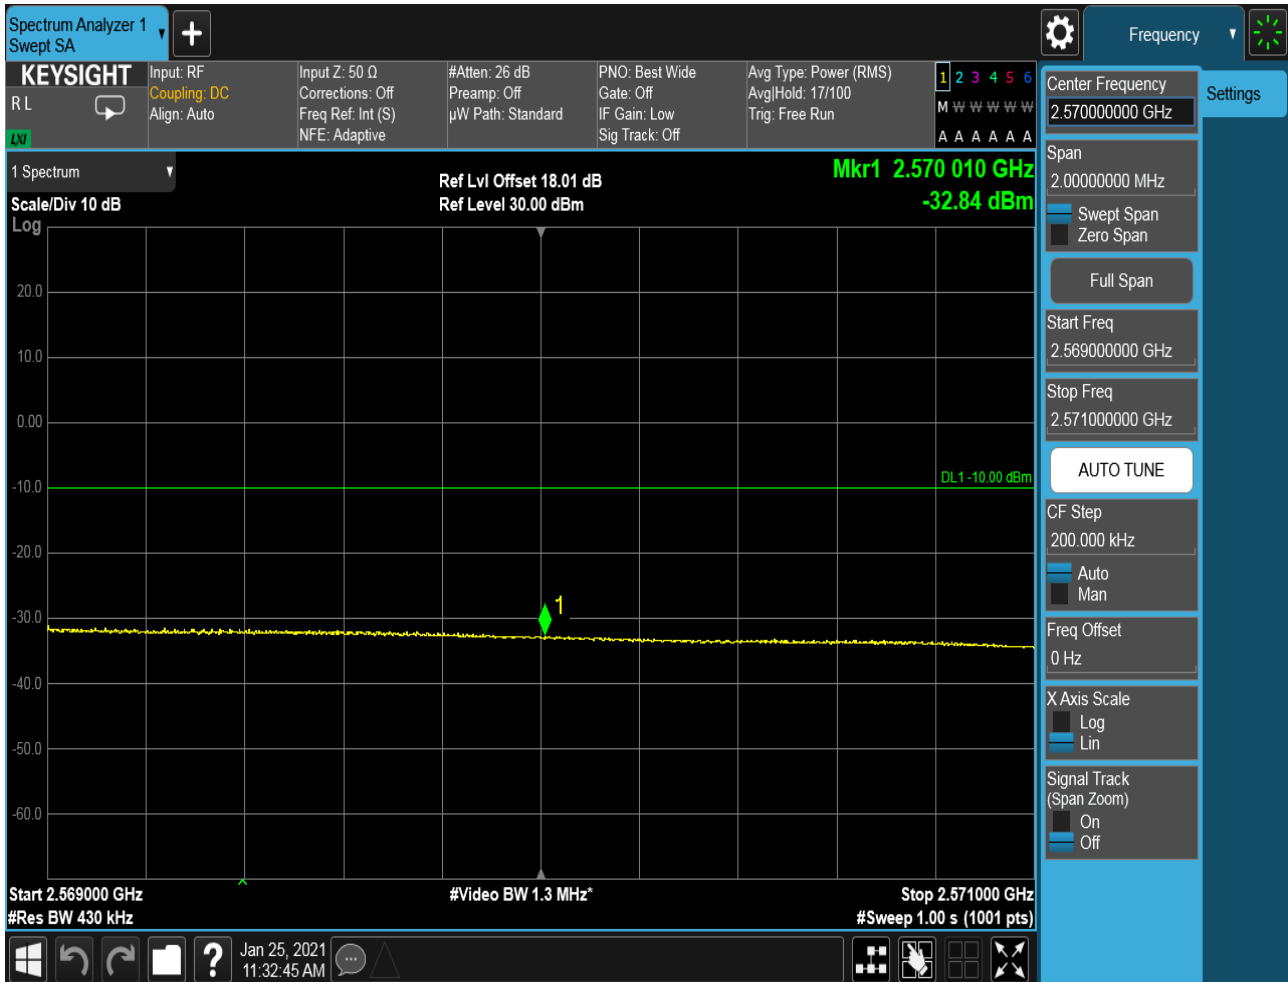 Spectrum Analyzer 1
Swept SA
Frequency
KEYSIGHT
R L
LXI
Input: RF
Coupling: DC
Align: Auto
Input Z: 50 Ω
Corrections: Off
Freq Ref: Int (S)
NFE: Adaptive
#Atten: 26 dB
Preamp: Off
µW Path: Standard
PNO: Best Wide
Gate: Off
IF Gain: Low
Sig Track: Off
Avg Type: Power (RMS)
Avg|Hold: 17/100
Trig: Free Run
1 2 3 4 5 6
M W W W W W
A A A A A A
Center Frequency
2.570000000 GHz
Settings
Span
2.00000000 MHz
Swept Span
Zero Span
Full Span
Start Freq
2.569000000 GHz
Stop Freq
2.571000000 GHz
AUTO TUNE
CF Step
200.000 kHz
Auto
Man
Freq Offset
0 Hz
X Axis Scale
Log
Lin
Signal Track
(Span Zoom)
On
Off
1 Spectrum
Scale/Div 10 dB
Log
Ref Lvl Offset 18.01 dB
Ref Level 30.00 dBm
Mkr1 2.570 010 GHz
-32.84 dBm
20.0
10.0
0.00
-10.0
DL1 -10.00 dBm
-20.0
1
-30.0
-40.0
-50.0
-60.0
Start 2.569000 GHz
#Video BW 1.3 MHz*
Stop 2.571000 GHz
#Res BW 430 kHz
#Sweep 1.00 s (1001 pts)
?
Jan 25, 2021
11:32:45 AM